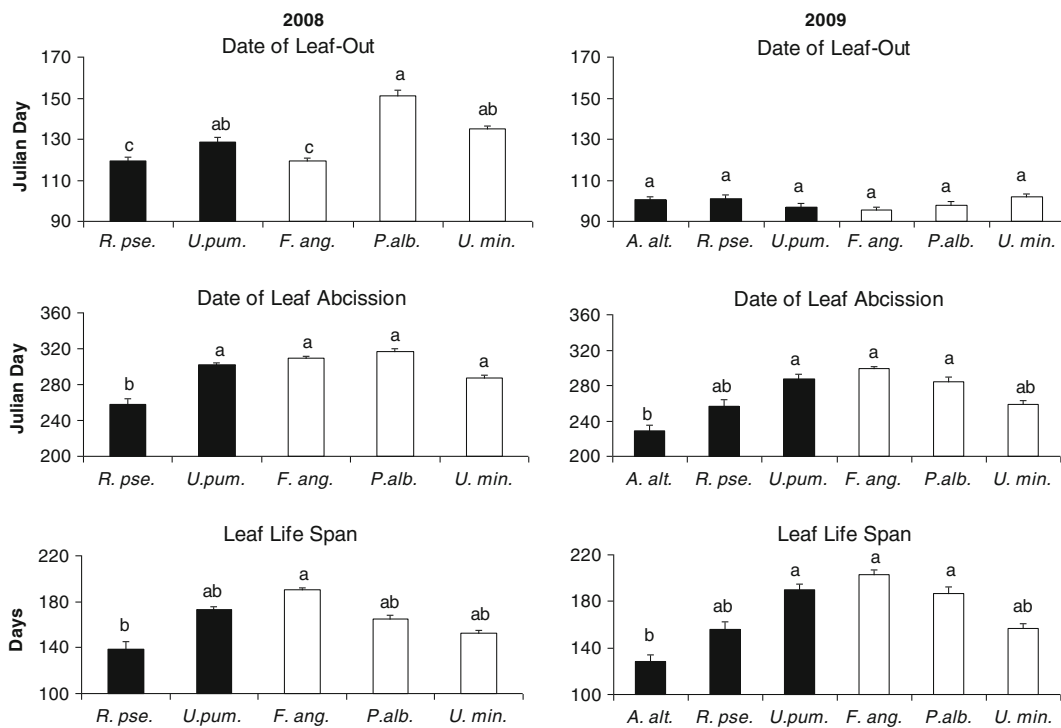 2008
Date of Leaf-Out
170
150
130
110
90
Julian Day
c
ab
c
a
ab
R. pse.
U.pum.
F. ang.
P.alb.
U. min.
2009
Date of Leaf-Out
170
150
130
110
90
a
a
a
a
a
a
A. alt.
R. pse.
U.pum.
F. ang.
P.alb.
U. min.
Date of Leaf Abcission
360
320
280
240
200
Julian Day
b
a
a
a
a
R. pse.
U.pum.
F. ang.
P.alb.
U. min.
Date of Leaf Abcission
360
320
280
240
200
b
ab
a
a
a
ab
A. alt.
R. pse.
U.pum.
F. ang.
P.alb.
U. min.
Leaf Life Span
220
180
140
100
Days
b
ab
a
ab
ab
R. pse.
U.pum.
F. ang.
P.alb.
U. min.
Leaf Life Span
220
180
140
100
b
ab
a
a
a
ab
A. alt.
R. pse.
U.pum.
F. ang.
P.alb.
U. min.